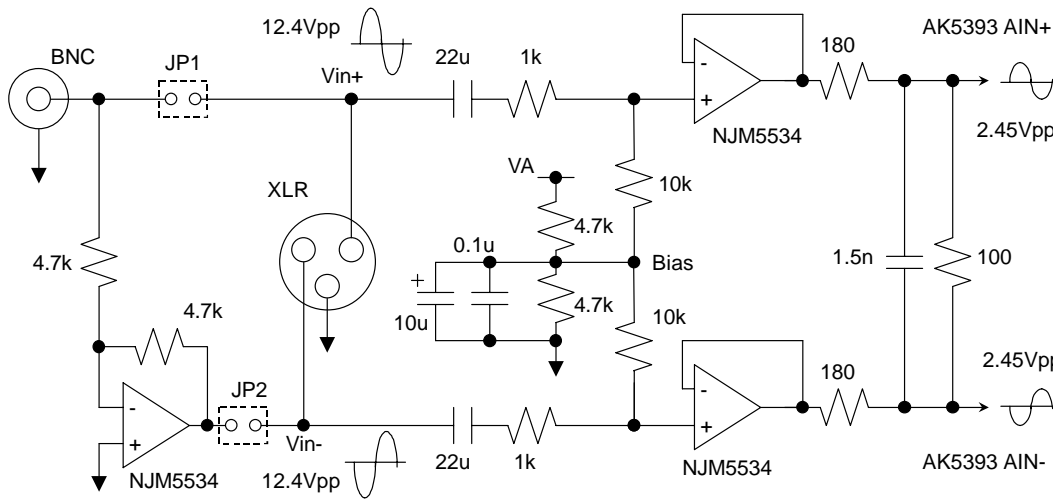 12.4Vpp
BNC
JP1
Vin+
22u
1k
-
+
NJM5534
180
AK5393 AIN+
2.45Vpp
VA
10k
XLR
4.7k
4.7k
0.1u
Bias
+
10u
4.7k
10k
1.5n
100
4.7k
JP2
-
+
NJM5534
Vin-
12.4Vpp
22u
1k
-
+
NJM5534
180
2.45Vpp
AK5393 AIN-